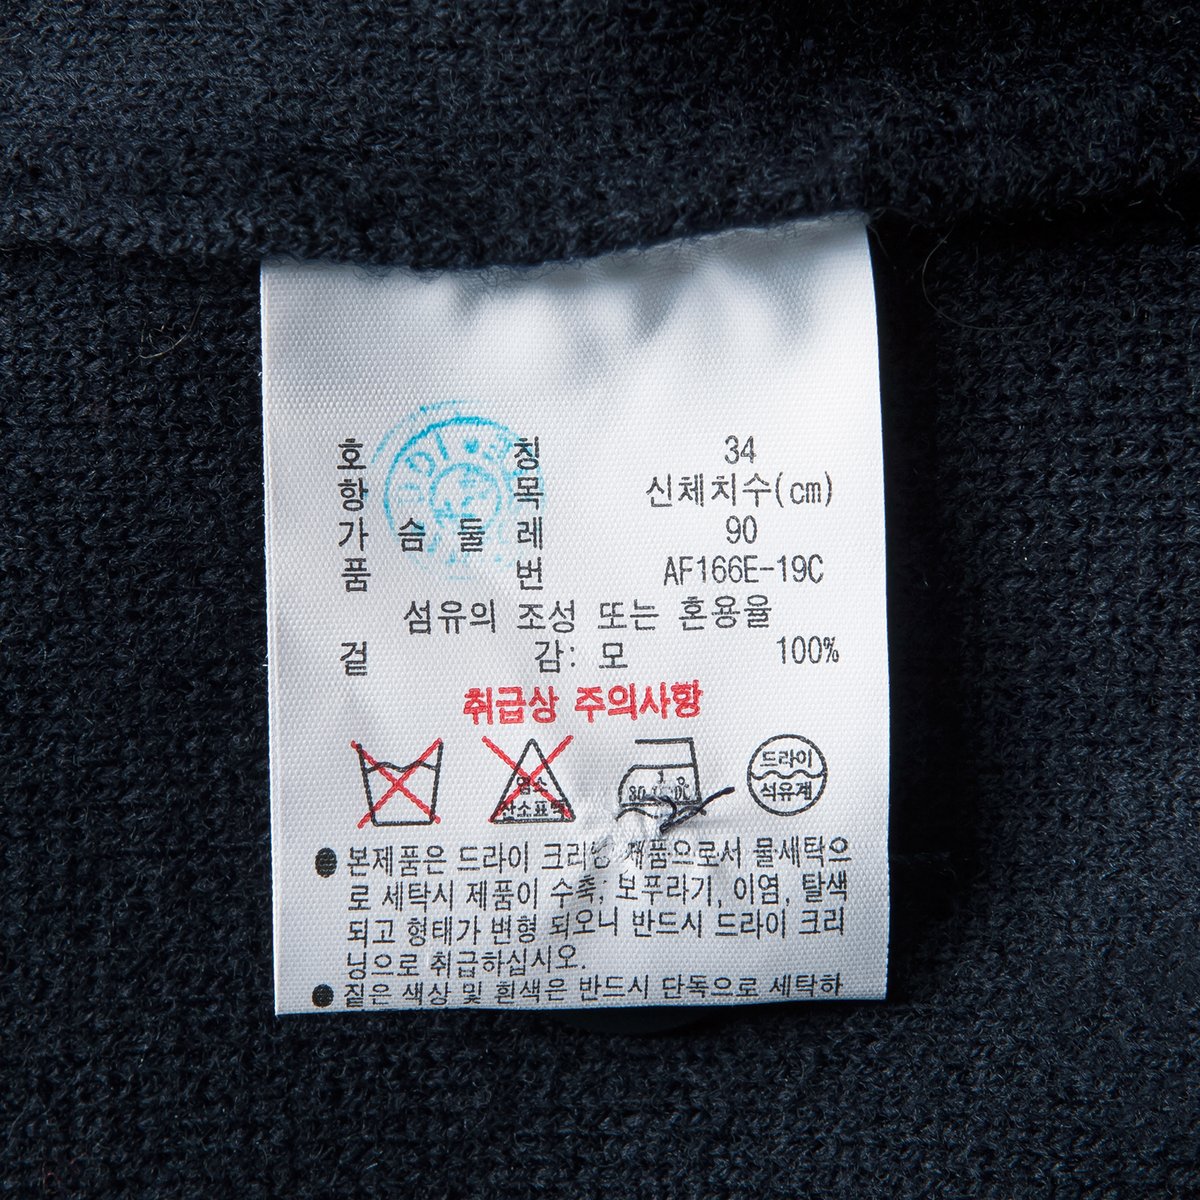 호 칭 34
항 목 신체치수(cm)
가 슴 둘 레 90
품 번 AF166E-19C
섬유의 조성 또는 혼용율
겉 감: 모 100%
취급상 주의사항
염소
산소표백
드라이
석유계
● 본제품은 드라이 크리닝 제품으로서 물세탁으
로 세탁시 제품이 수축, 보푸라기, 이염, 탈색
되고 형태가 변형 되오니 반드시 드라이 크리
닝으로 취급하십시오.
● 짙은 색상 및 흰색은 반드시 단독으로 세탁하